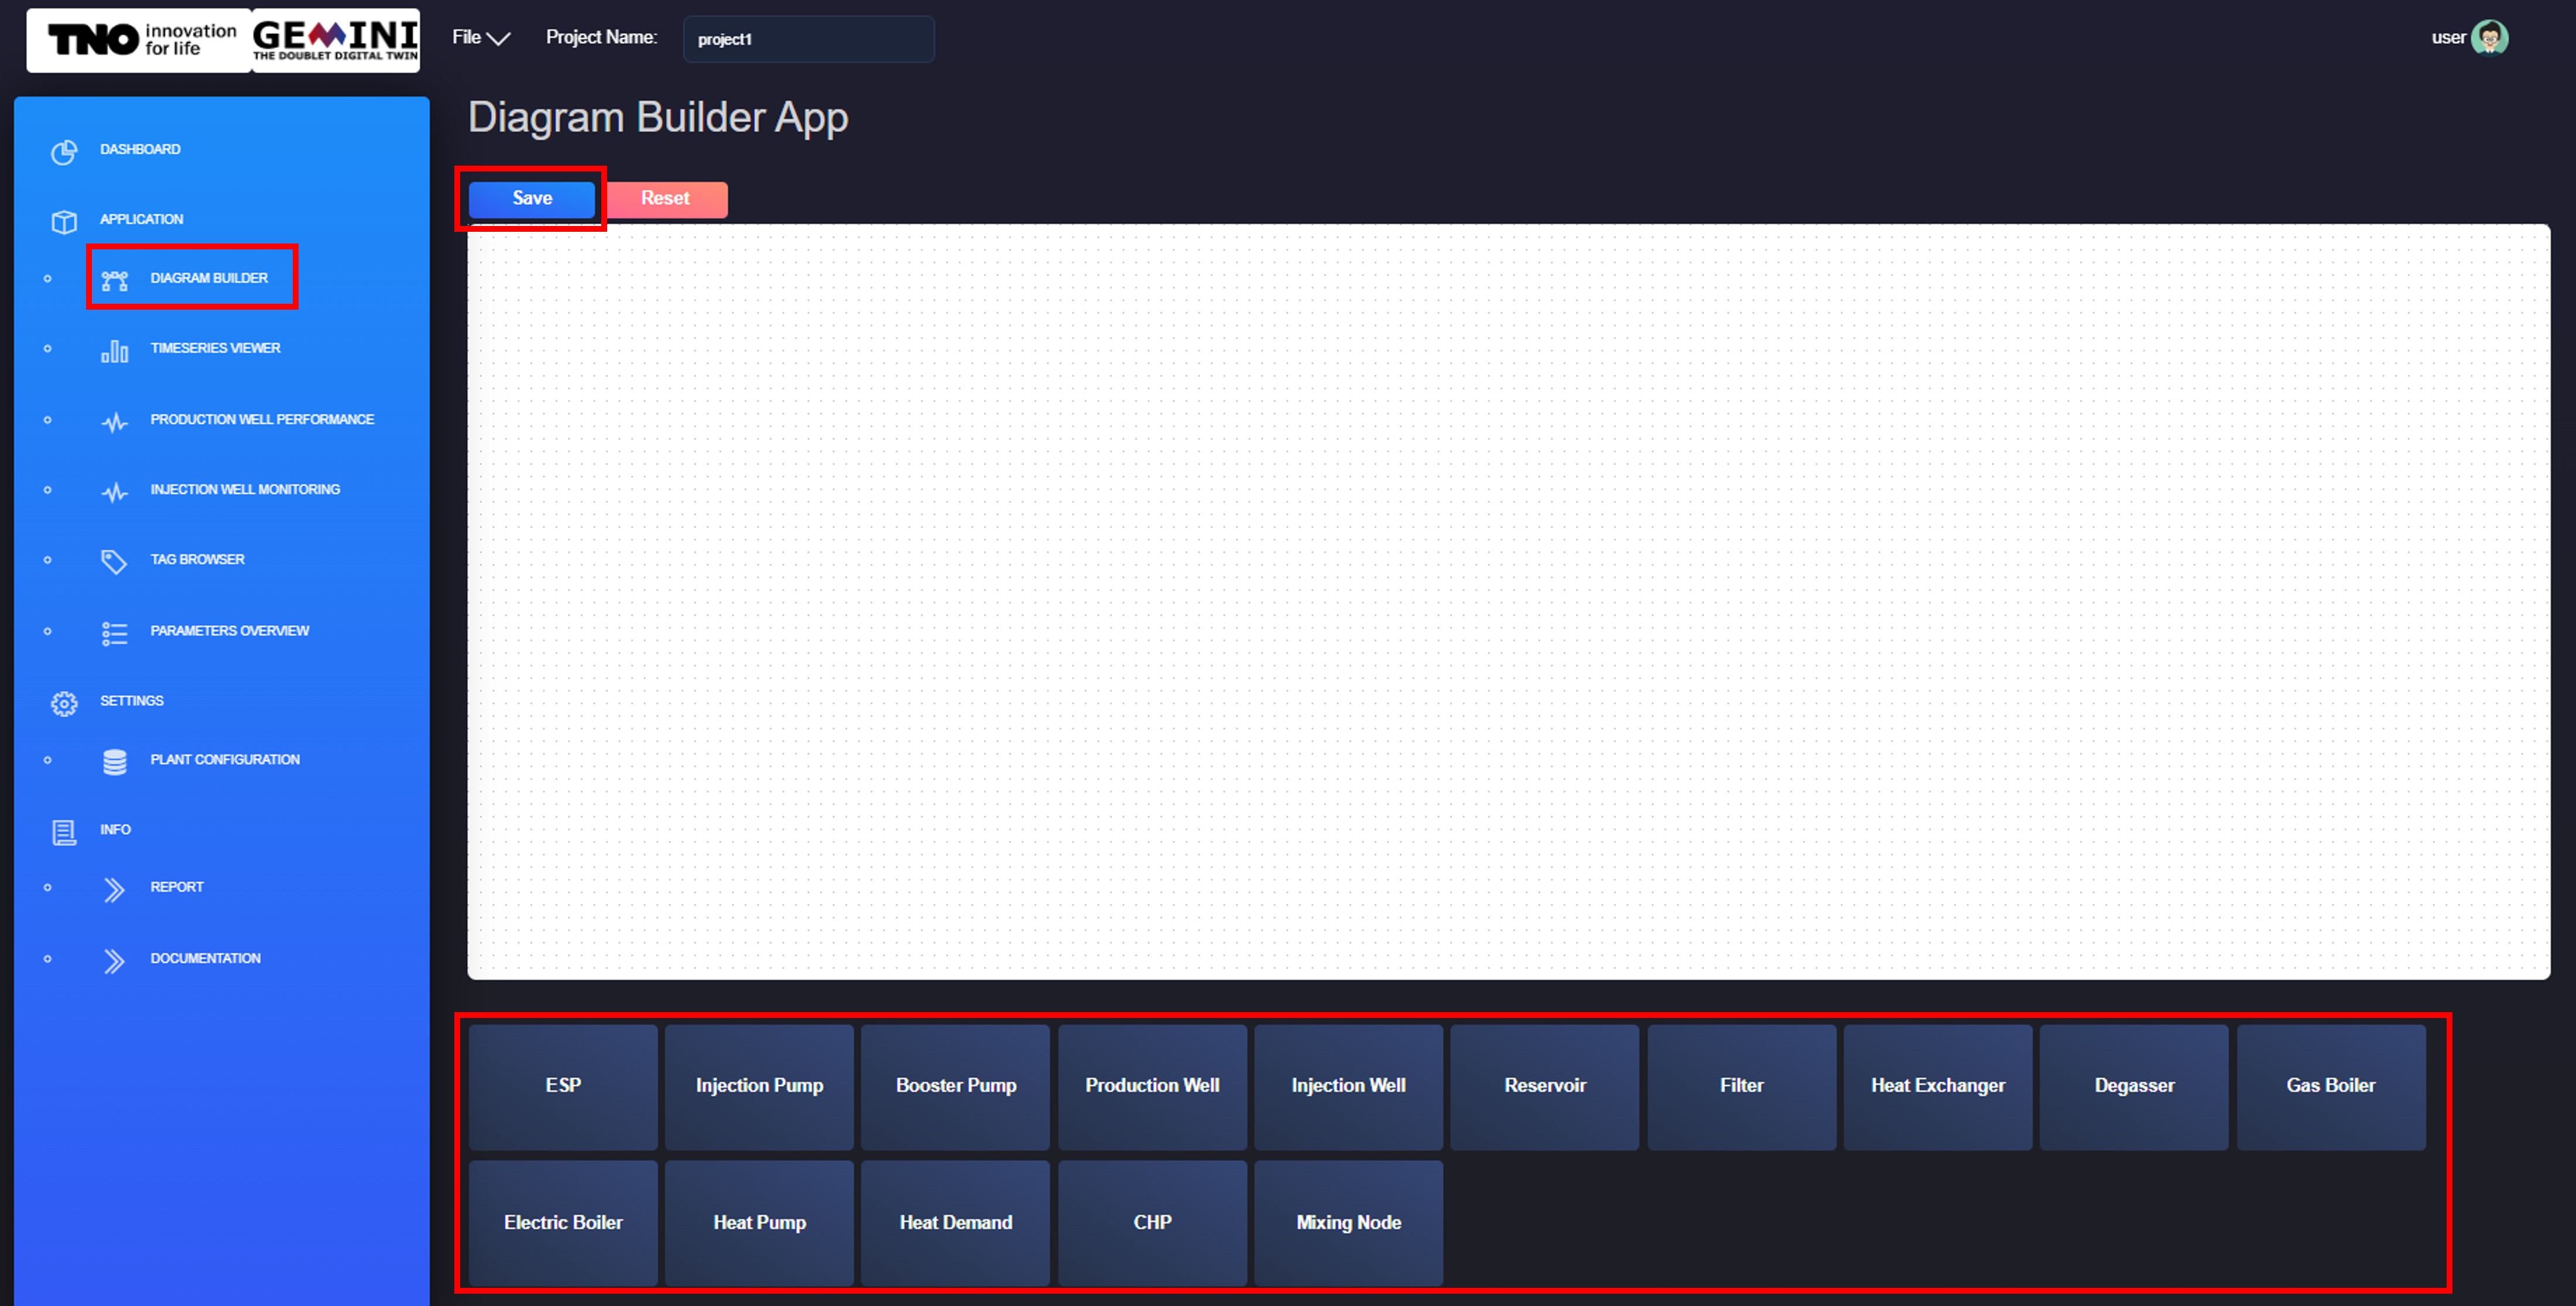 TNO innovation for life
GEMINI
THE DOUBLET DIGITAL TWIN
File
Project Name:
project1
user
DASHBOARD
APPLICATION
DIAGRAM BUILDER
TIMESERIES VIEWER
PRODUCTION WELL PERFORMANCE
INJECTION WELL MONITORING
TAG BROWSER
PARAMETERS OVERVIEW
SETTINGS
PLANT CONFIGURATION
INFO
REPORT
DOCUMENTATION
Diagram Builder App
Save
Reset
ESP
Injection Pump
Booster Pump
Production Well
Injection Well
Reservoir
Filter
Heat Exchanger
Degasser
Gas Boiler
Electric Boiler
Heat Pump
Heat Demand
CHP
Mixing Node